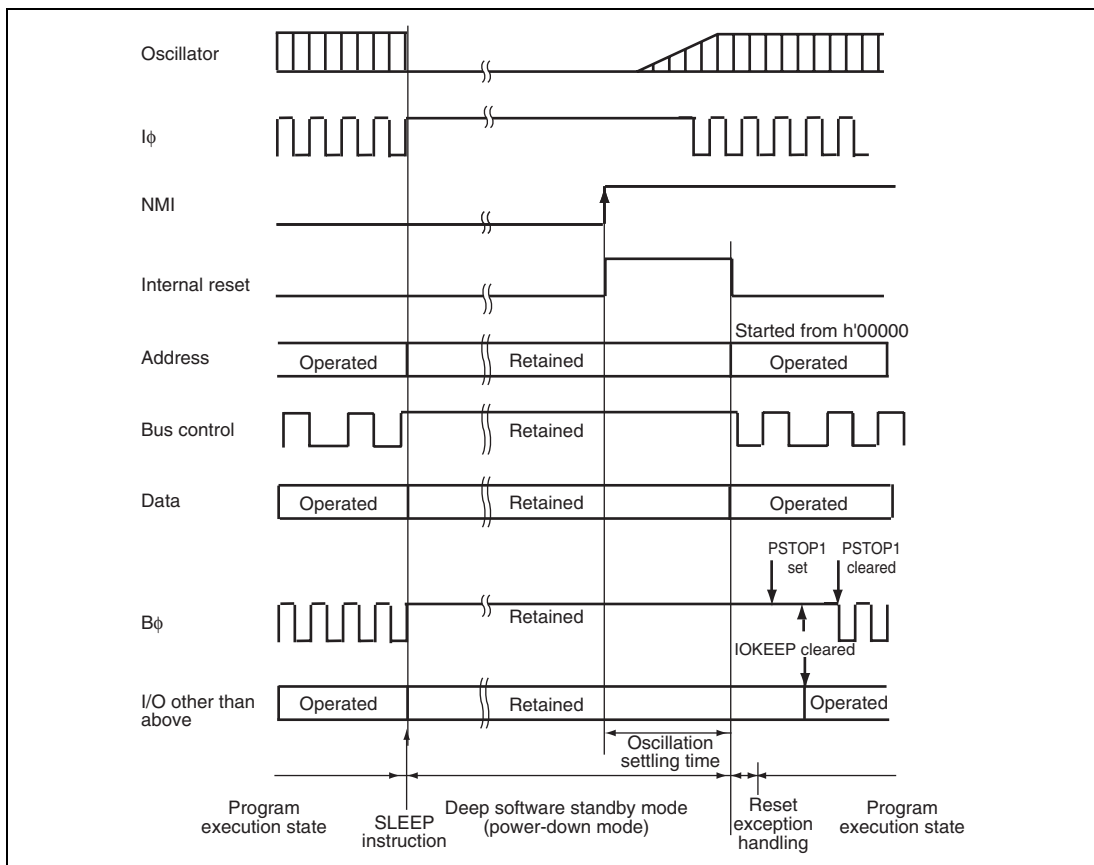 Oscillator
Iϕ
NMI
Internal reset
Started from h'00000
Address
Operated
Retained
Operated
Bus control
Retained
Data
Operated
Retained
Operated
PSTOP1
set
PSTOP1
cleared
Bϕ
Retained
IOKEEP cleared
I/O other than
above
Operated
Retained
Operated
Oscillation
settling time
Program
execution state
SLEEP
instruction
Deep software standby mode
(power-down mode)
Reset
exception
handling
Program
execution state